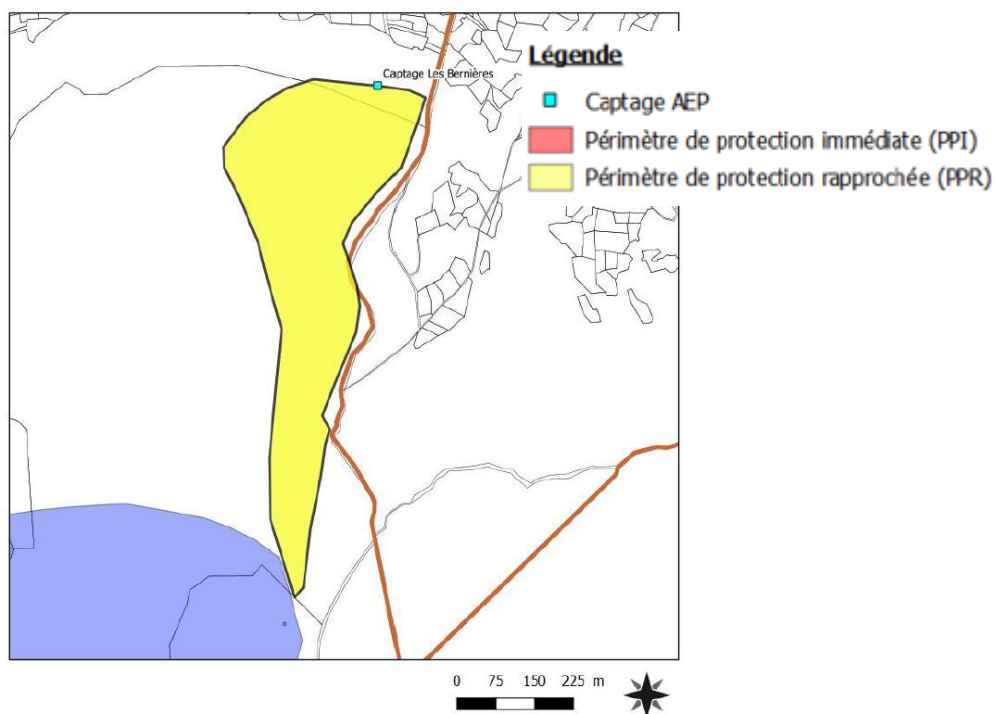 Captage Les Bernières
Légende
Captage AEP
Périmètre de protection immédiate (PPI)
Périmètre de protection rapprochée (PPR)
0 75 150 225 m